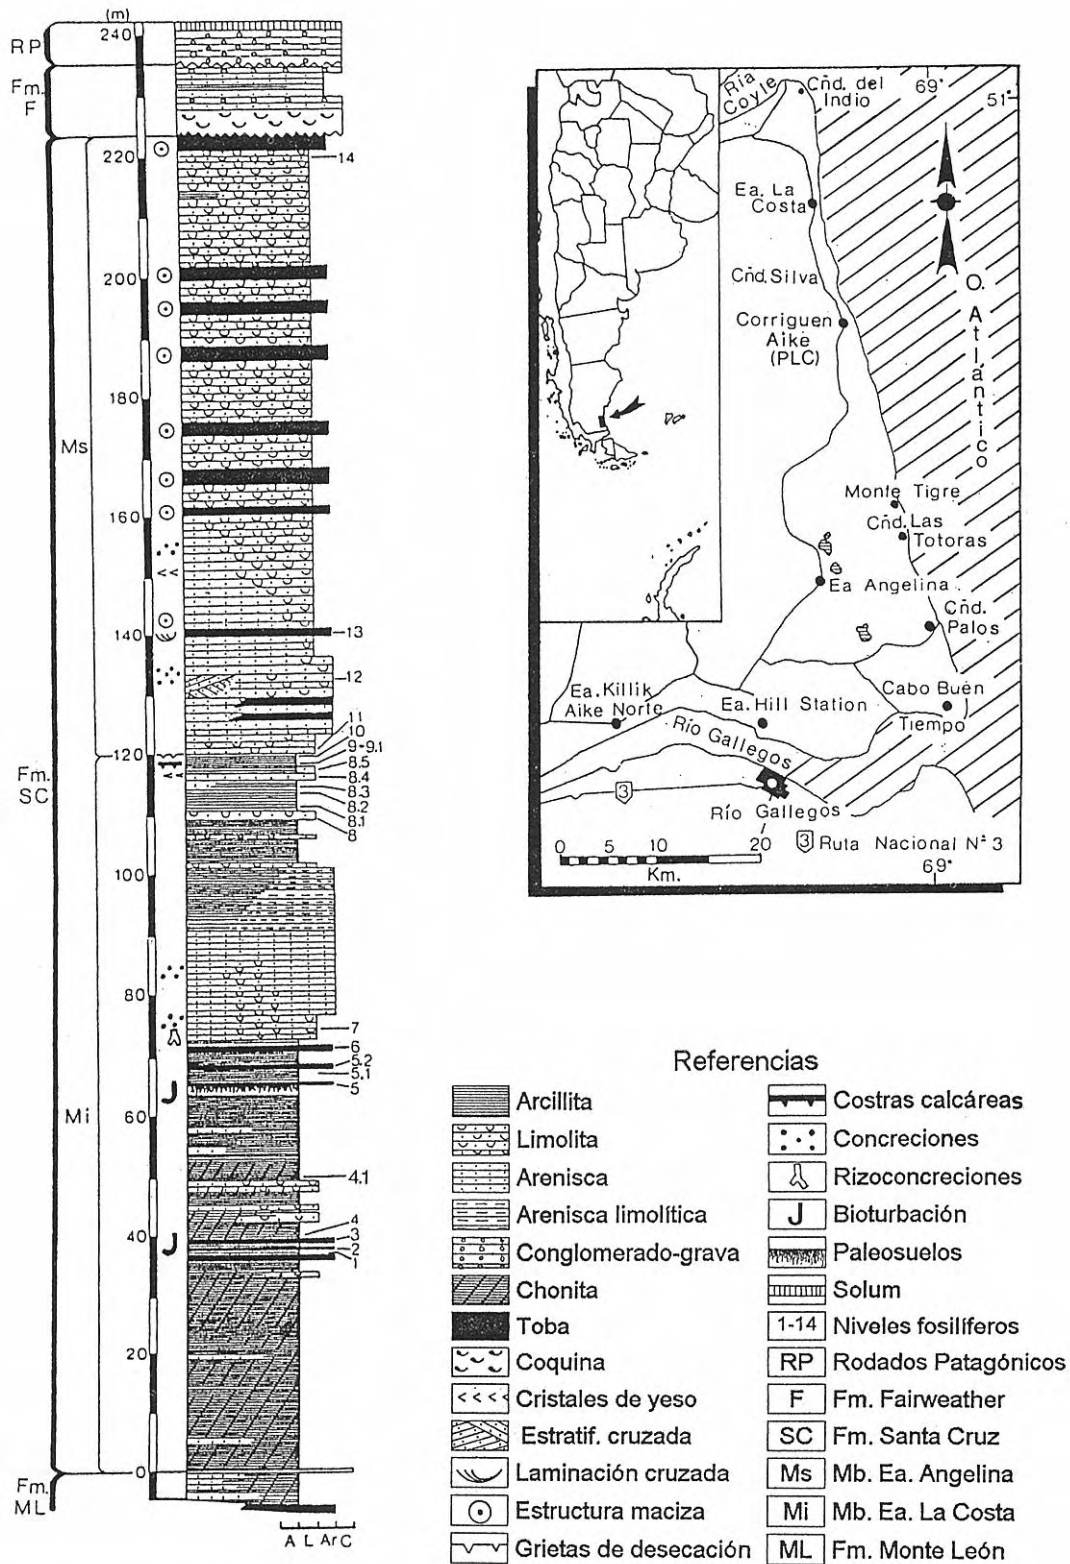 (m)
240
RP
Fm.
F
220
14
200
180
Ms
160
140
13
12
11
10
120
9-9.1
8.5
8.4
8.3
8.2
8.1
8
Fm.
SC
100
80
7
6
5.2
5.1
5
60
Mi
4.1
40
4
3
2
1
20
0
Fm.
ML
A L Ar C
Ría
Coyle
Cñd. del
Indio
69°
51°
Ea. La
Costa
Cñd. Silva
Corriguen
Aike
(PLC)
O. Atlantico
Monte Tigre
Cñd. Las
Totoras
Ea Angelina
Cñd.
Palos
Ea. Killik
Aike Norte
Ea. Hill Station
Cabo Buen
Tiempo
Río Gallegos
3
Río Gallegos
0 5 10 20
Km.
3 Ruta Nacional Nº 3
69°
Referencias
Arcillita
Limolita
Arenisca
Arenisca limolítica
Conglomerado-grava
Chonita
Toba
Coquina
Cristales de yeso
Estratif. cruzada
Laminación cruzada
Estructura maciza
Grietas de desecación
Costras calcáreas
Concreciones
Rizoconcreciones
Bioturbación
Paleosuelos
Solum
1-14 Niveles fosilíferos
RP Rodados Patagónicos
F Fm. Fairweather
SC Fm. Santa Cruz
Ms Mb. Ea. Angelina
Mi Mb. Ea. La Costa
ML Fm. Monte León